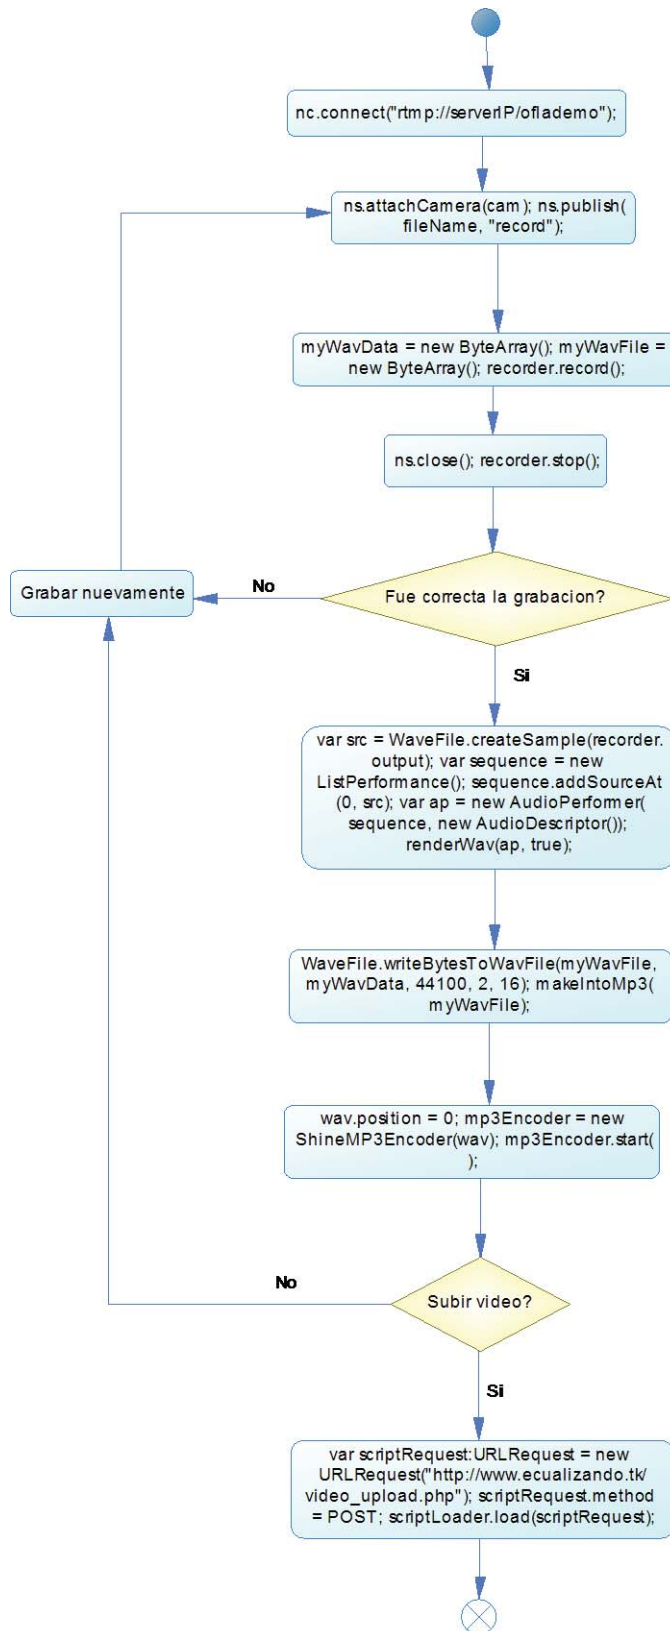 nc.connect("rtmp://serverIP/oflademo");
ns.attachCamera(cam); ns.publish(
fileName, "record");
myWavData = new ByteArray(); myWavFile =
new ByteArray(); recorder.record();
ns.close(); recorder.stop();
Grabar nuevamente
No
Fue correcta la grabacion?
Si
var src = WaveFile.createSample(recorder.
output); var sequence = new
ListPerformance(); sequence.addSourceAt
(0, src); var ap = new AudioPerformer(
sequence, new AudioDescriptor());
renderWav(ap, true);
WaveFile.writeBytesToWavFile(myWavFile,
myWavData, 44100, 2, 16); makeIntoMp3(
myWavFile);
wav.position = 0; mp3Encoder = new
ShineMP3Encoder(wav); mp3Encoder.start(
);
No
Subir video?
Si
var scriptRequest:URLRequest = new
URLRequest("http://www.ecualizando.tk/
video_upload.php"); scriptRequest.method
= POST; scriptLoader.load(scriptRequest);